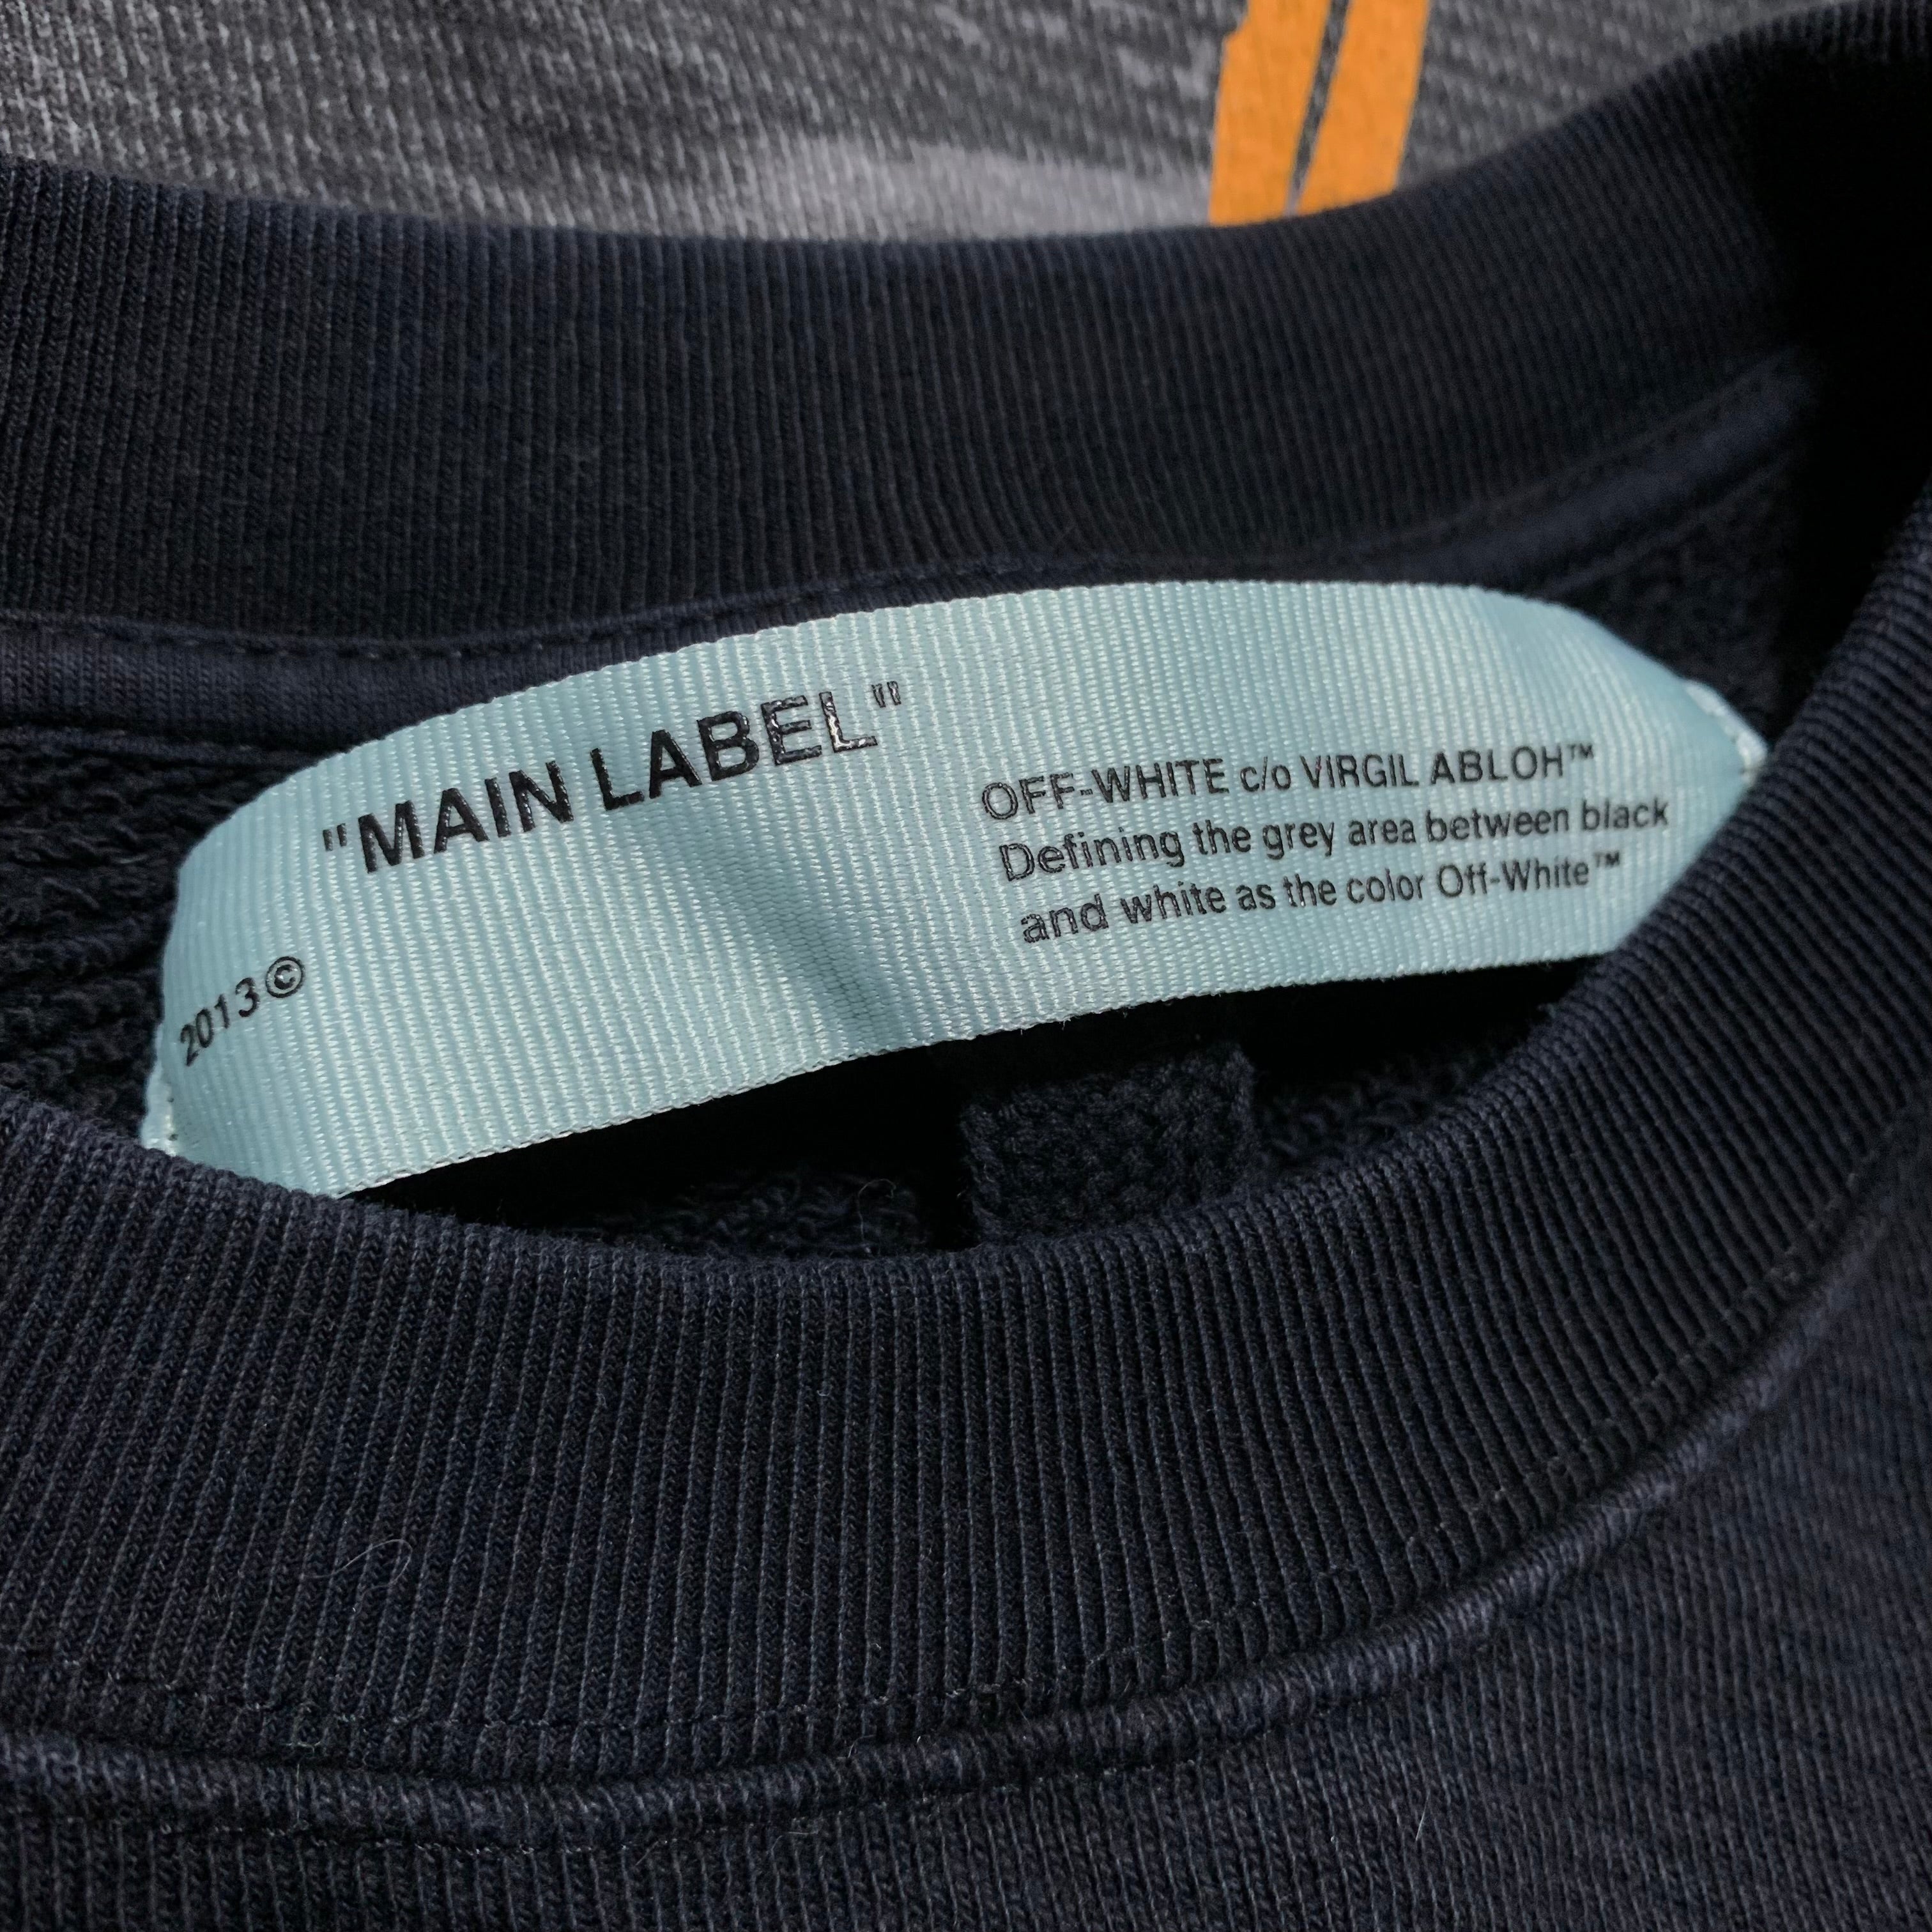 "MAIN LABEL"
OFF-WHITE c/o VIRGIL ABLOH™
Defining the grey area between black
and white as the color Off-White™
2013©